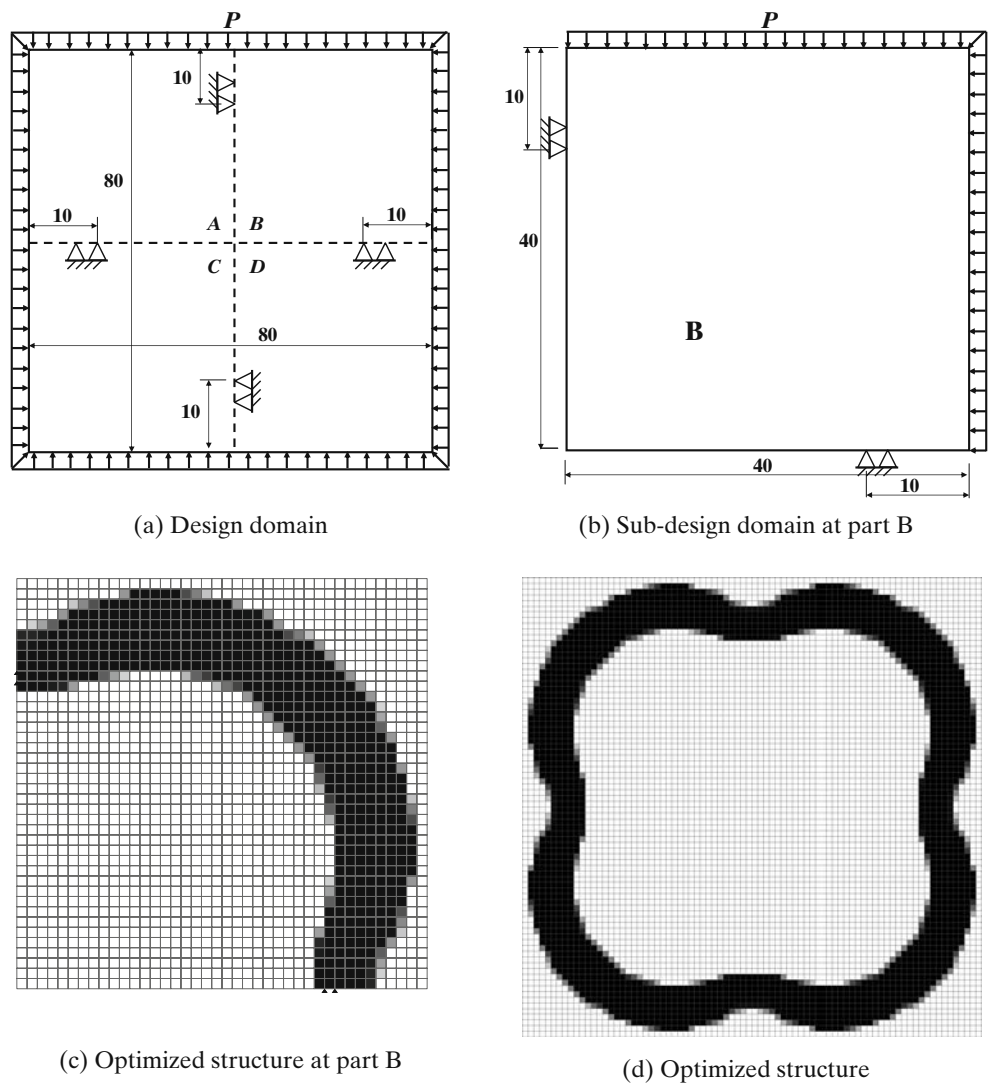 P
10
80
10
10
A B
C D
80
10
(a) Design domain
P
10
40
B
40
10
(b) Sub-design domain at part B
(c) Optimized structure at part B
(d) Optimized structure